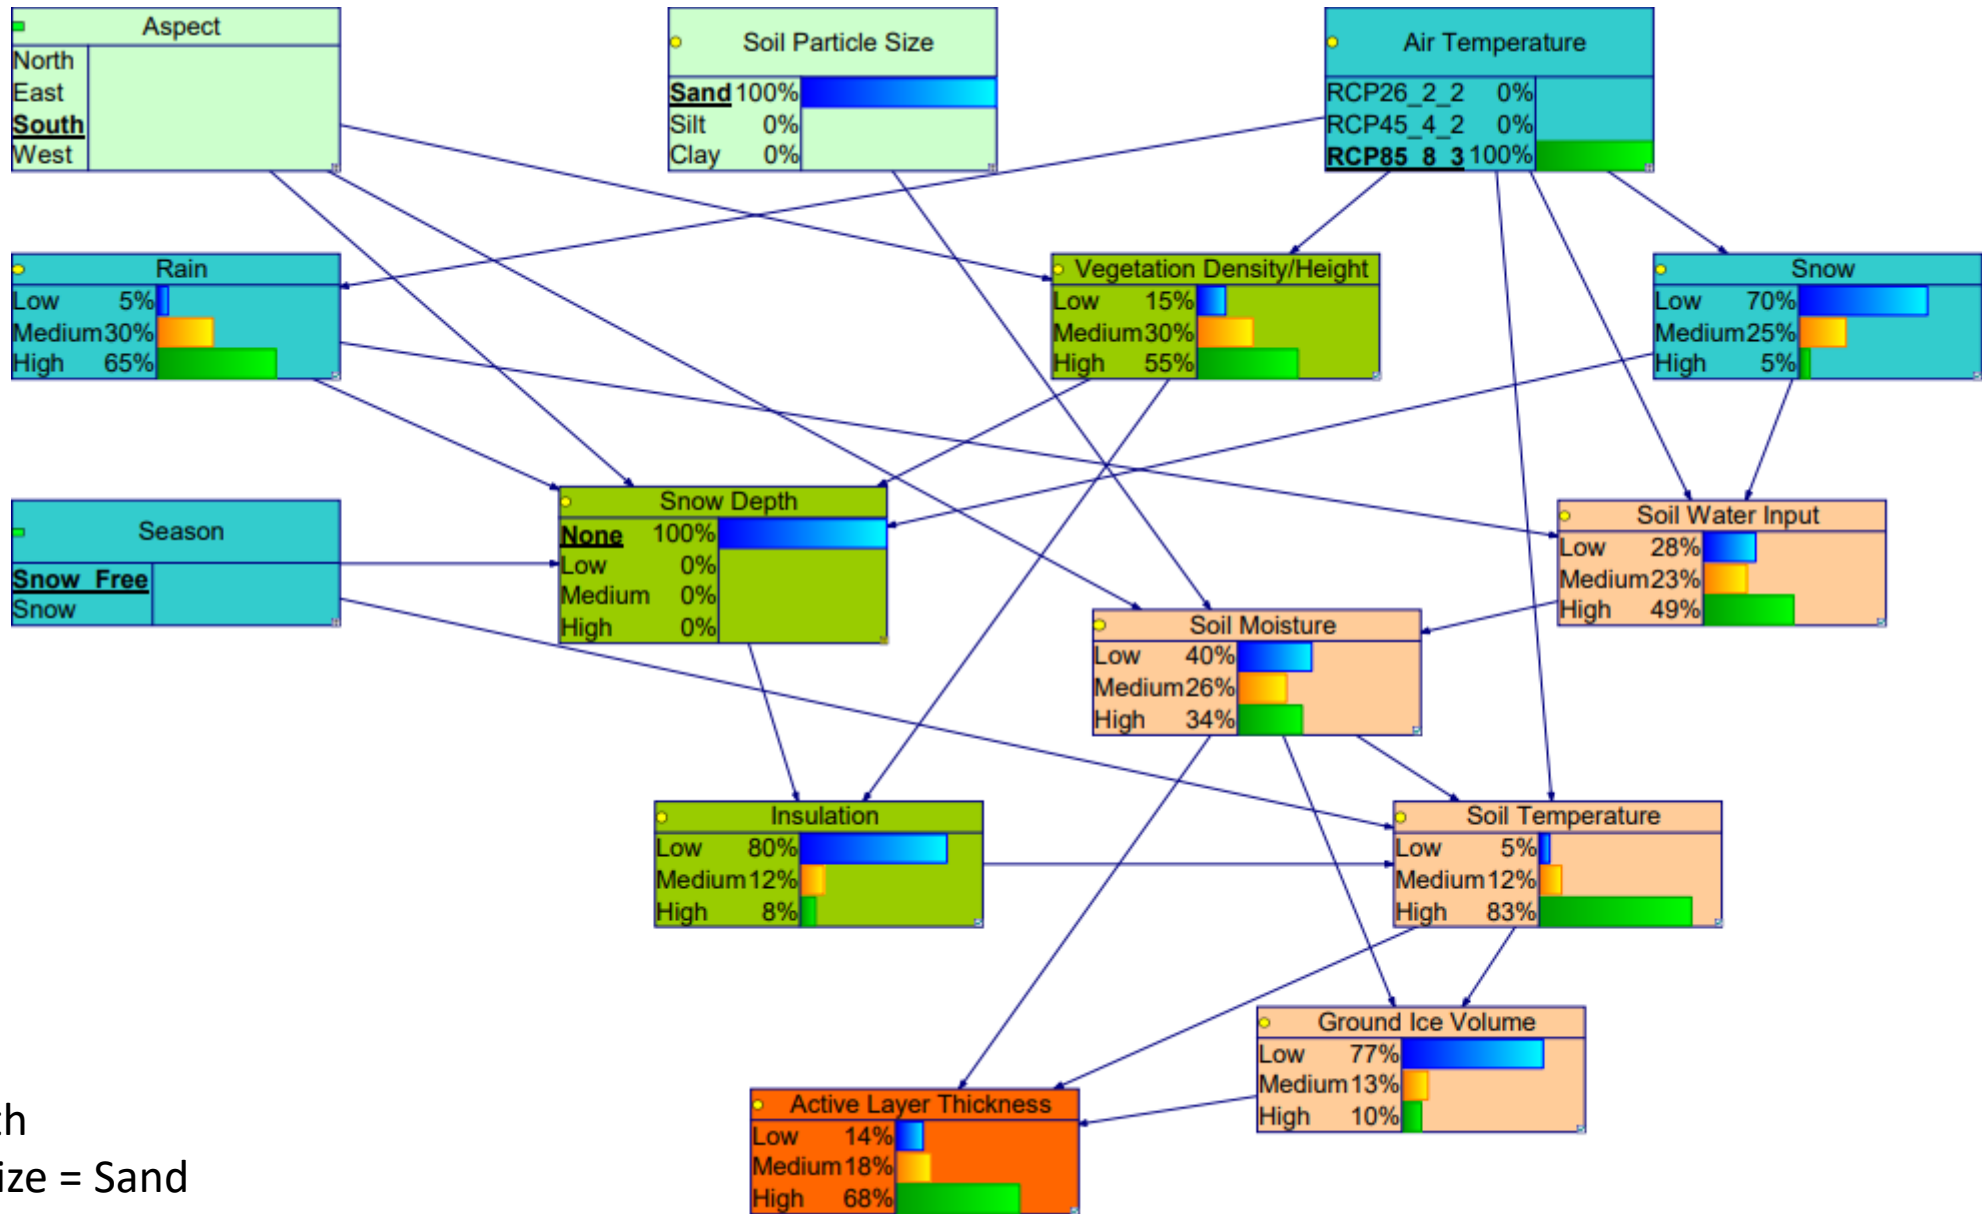 Aspect
North
East
South
West
Soil Particle Size
Sand 100%
Silt 0%
Clay 0%
Air Temperature
RCP26_2_2 0%
RCP45_4_2 0%
RCP85_8_3 100%
Rain
Low 5%
Medium 30%
High 65%
Vegetation Density/Height
Low 15%
Medium 30%
High 55%
Snow
Low 70%
Medium 25%
High 5%
Season
Snow_Free
Snow
Snow Depth
None 100%
Low 0%
Medium 0%
High 0%
Soil Water Input
Low 28%
Medium 23%
High 49%
Soil Moisture
Low 40%
Medium 26%
High 34%
Insulation
Low 80%
Medium 12%
High 8%
Soil Temperature
Low 5%
Medium 12%
High 83%
Ground Ice Volume
Low 77%
Medium 13%
High 10%
Active Layer Thickness
Low 14%
Medium 18%
High 68%
th
ize = Sand